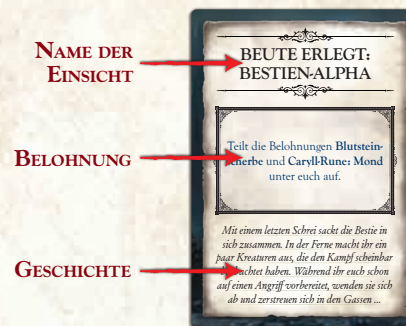 NAME DER
EINSICHT
BEUTE ERLEGT:
BESTIEN-ALPHA
BELOHNUNG
Teilt die Belohnungen Blutstein-
und Caryll-Rune: Mond
unter euch auf.
GESCHICHTE
Mit einem letzten Schrei sackt die Bestie in
sich zusammen. In der Ferne macht ihr ein
paar Kreaturen aus, die den Kampf scheinbar
haben. Während ihr euch schon
auf einen Angriff vorbereitet, wenden sie sich
ab und zerstreuen sich in den Gassen ...